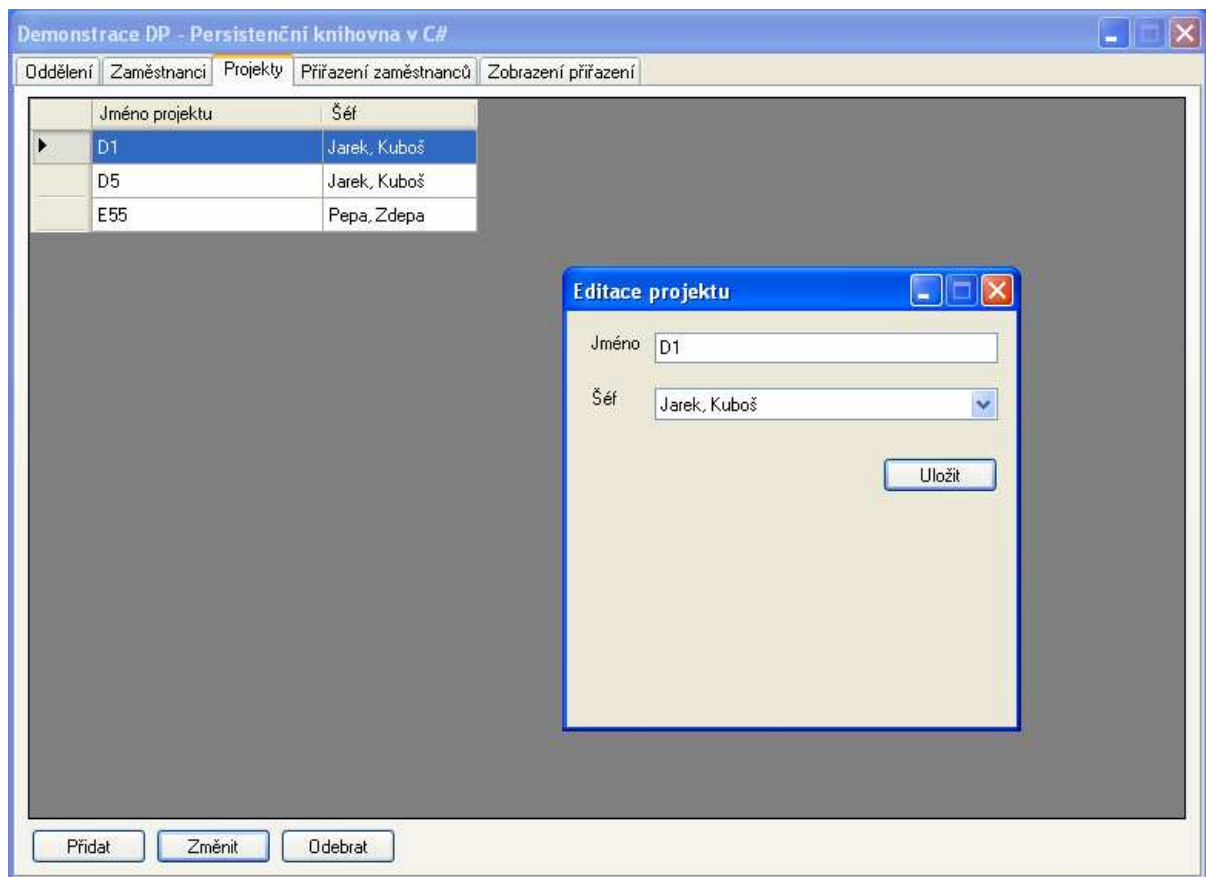 Demonstrace DP - Persistenční knihovna v C#
Oddělení Zaměstnanci Projekty Přiřazení zaměstnanců Zobrazení přiřazení
Jméno projektu Šéf
D1 Jarek, Kuboš
D5 Jarek, Kuboš
E55 Pepa, Zdepa
Editace projektu
Jméno D1
Šéf Jarek, Kuboš
Uložit
Přidat Změnit Odebrat